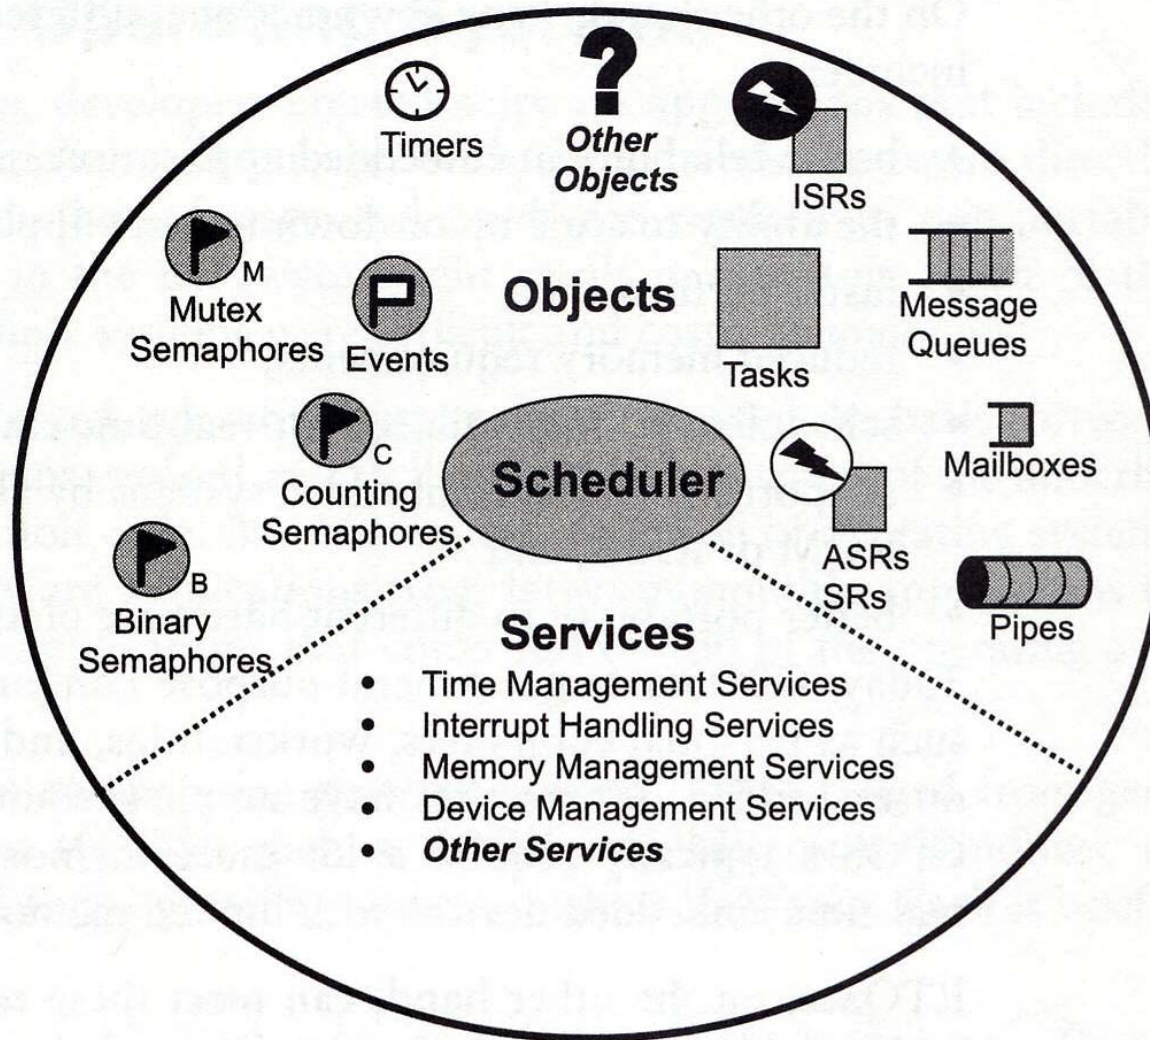 Timers
?
Other
Objects
ISRs
M
Mutex
Semaphores
Events
Objects
Tasks
Message
Queues
C
Counting
Semaphores
Scheduler
ASRs
SRs
Mailboxes
B
Binary
Semaphores
Pipes
Services
• Time Management Services
• Interrupt Handling Services
• Memory Management Services
• Device Management Services
• Other Services